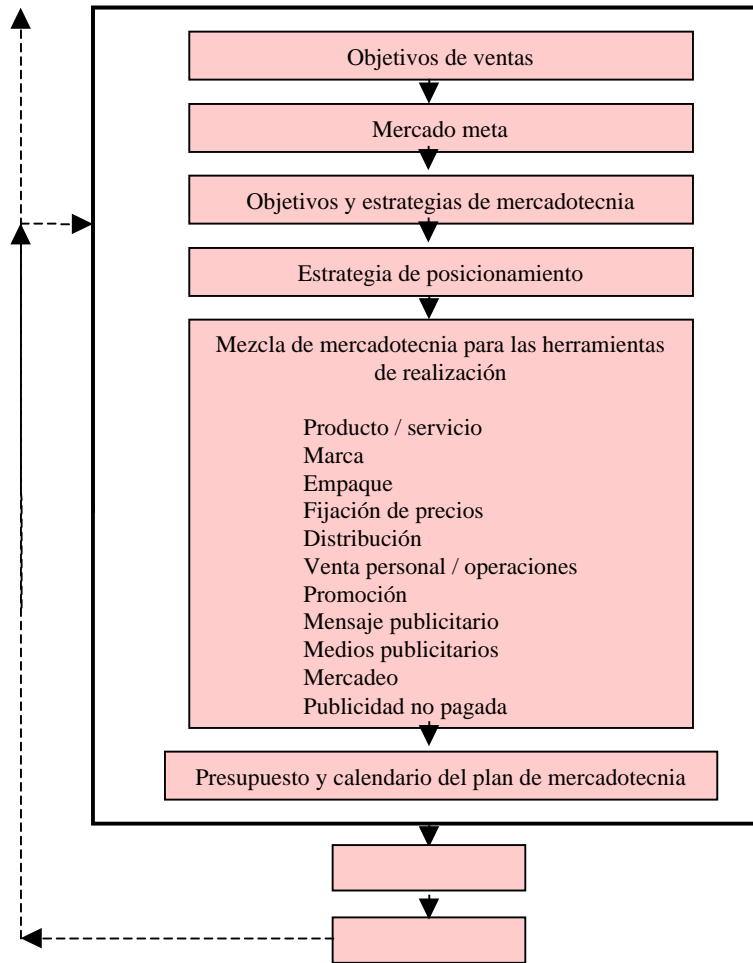 Objetivos de ventas
Mercado meta
Objetivos y estrategias de mercadotecnia
Estrategia de posicionamiento
Mezcla de mercadotecnia para las herramientas
de realización
Producto / servicio
Marca
Empaque
Fijación de precios
Distribución
Venta personal / operaciones
Promoción
Mensaje publicitario
Medios publicitarios
Mercadeo
Publicidad no pagada
Presupuesto y calendario del plan de mercadotecnia